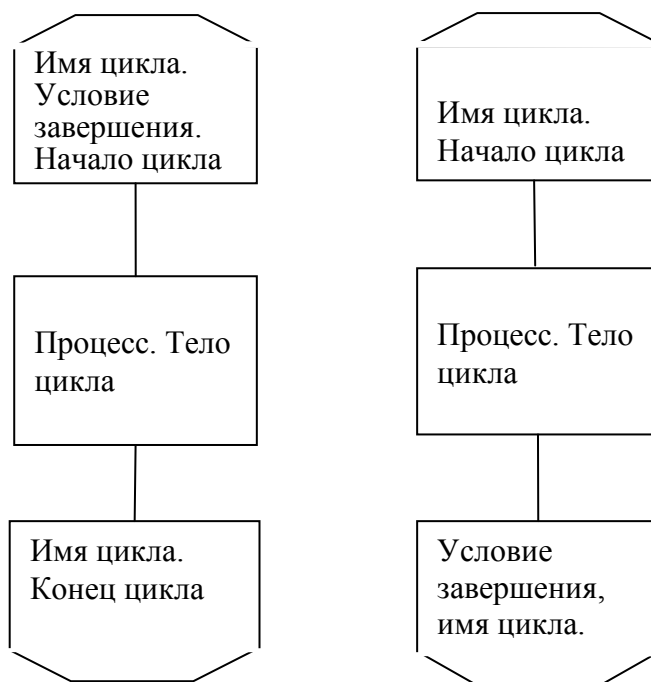 Имя цикла.
Условие
завершения.
Начало цикла
Процесс. Тело
цикла
Имя цикла.
Конец цикла
Имя цикла.
Начало цикла
Процесс. Тело
цикла
Условие
завершения,
имя цикла.